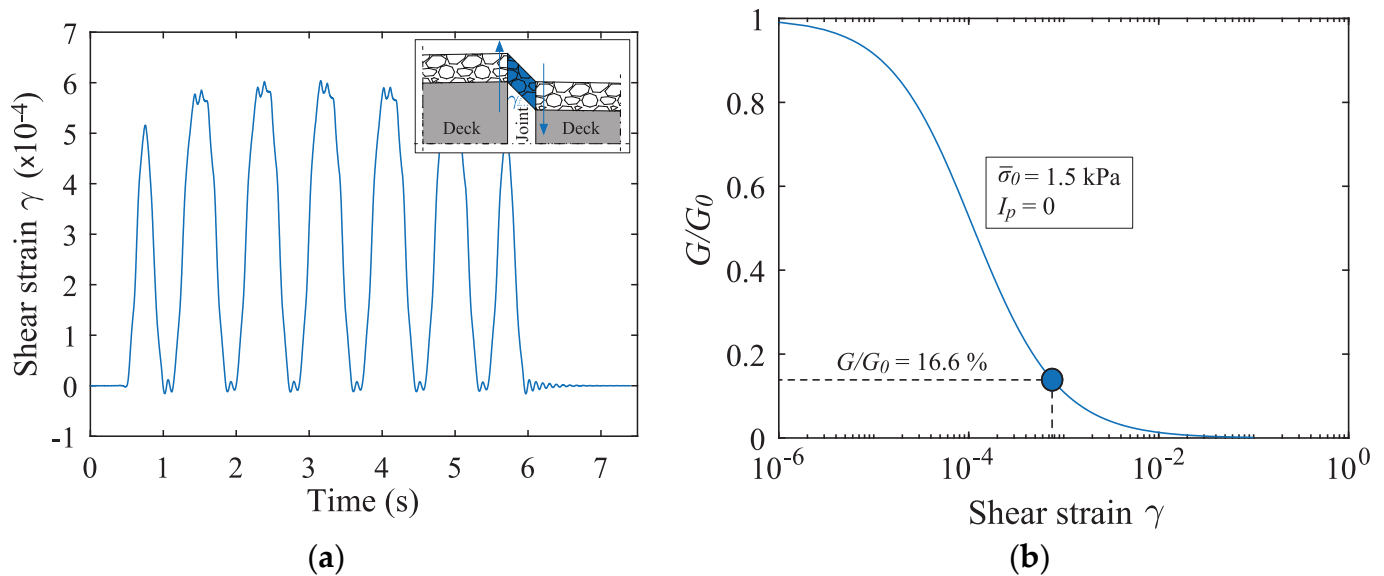 7
6
5
4
3
2
1
0
-1
Shear strain γ (×10-4)
Deck
γ
Joint
Deck
0 1 2 3 4 5 6 7
Time (s)
(a)
1
0.8
0.6
0.4
0.2
0
G/G0
σ̅0 = 1.5 kPa
Ip = 0
G/G0 = 16.6 %
10-6 10-4 10-2 100
Shear strain γ
(b)